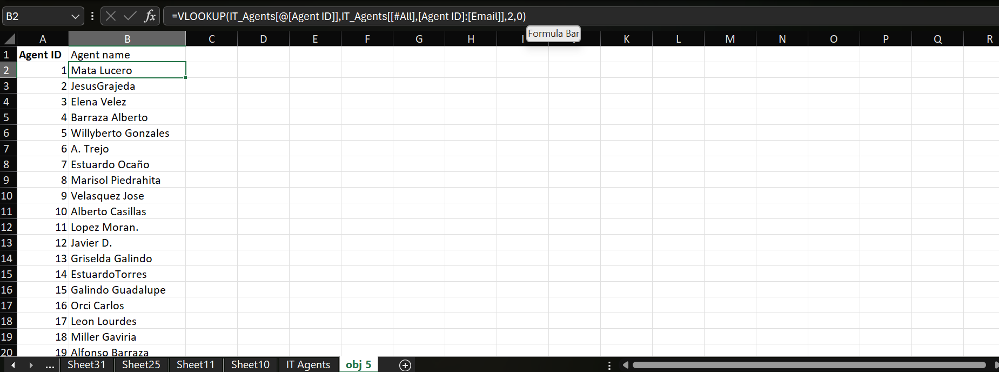 B2 fx =VLOOKUP(IT_Agents[@[Agent ID]],IT_Agents[[#All],[Agent ID]:[Email]],2,0)
Formula Bar
A B C D E F G H I K L M N O P Q R
1 Agent ID Agent name
2 1 Mata Lucero
3 2 JesusGrajeda
4 3 Elena Velez
5 4 Barraza Alberto
6 5 Willyberto Gonzales
7 6 A. Trejo
8 7 Estuardo Ocaño
9 8 Marisol Piedrahita
10 9 Velasquez Jose
11 10 Alberto Casillas
12 11 Lopez Moran.
13 12 Javier D.
14 13 Griselda Galindo
15 14 EstuardoTorres
16 15 Galindo Guadalupe
17 16 Orci Carlos
18 17 Leon Lourdes
19 18 Miller Gaviria
20 19 Alfonso Barraza
... Sheet31 Sheet25 Sheet11 Sheet10 IT Agents obj 5